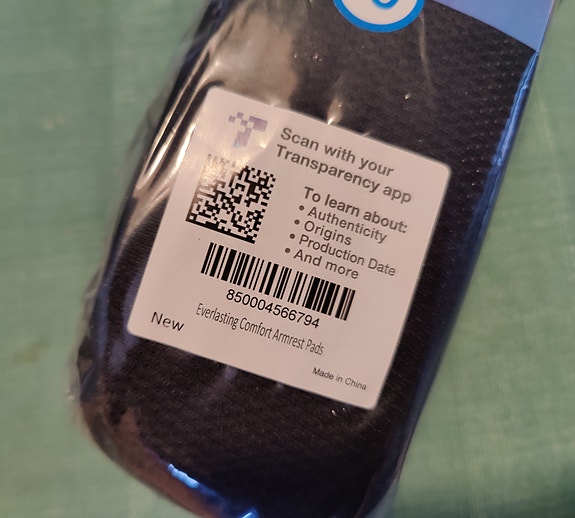 Scan with your
Transparency app
To learn about:
• Authenticity
• Origins
• Production Date
• And more
850004566794
New
Everlasting Comfort Armrest Pads
Made in China